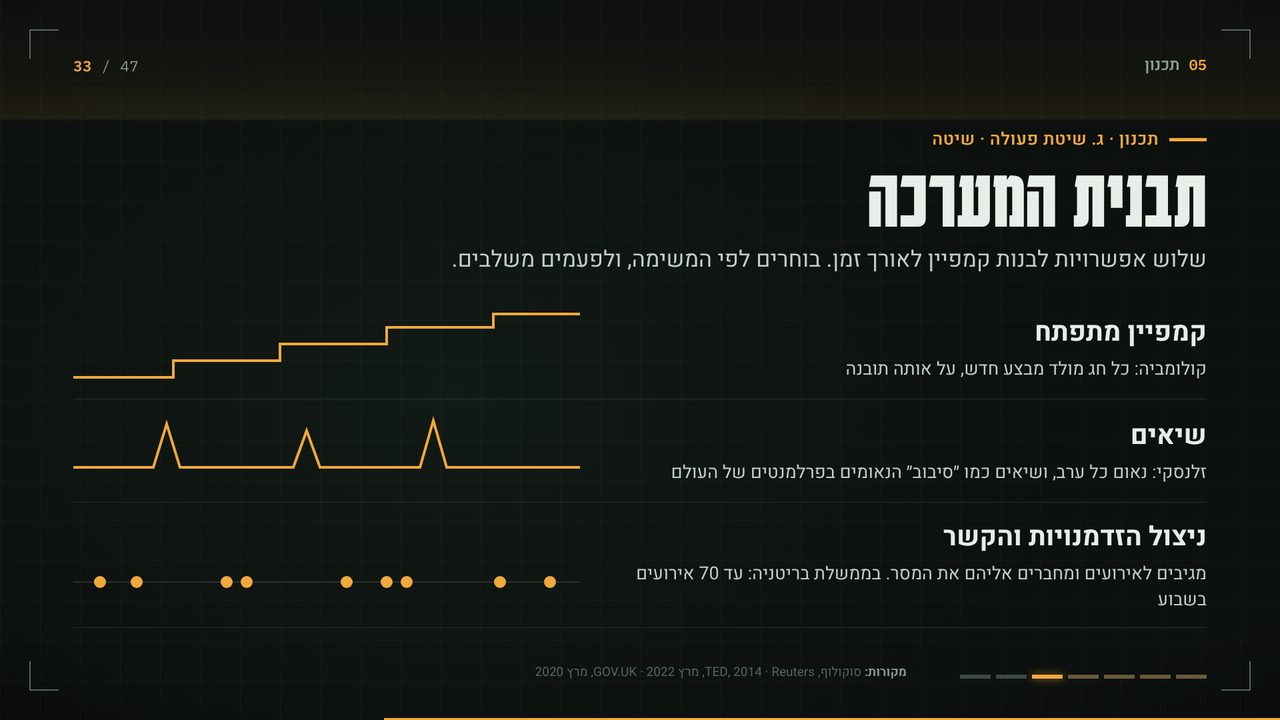 05 תכנון
33 / 47
תכנון · ג. שיטת פעולה · שיטה
תבנית המערכה
שלוש אפשרויות לבנות קמפיין לאורך זמן. בוחרים לפי המשימה, ולפעמים משלבים.
קמפיין מתפתח
קולומביה: כל חג מולד מבצע חדש, על אותה תובנה
שיאים
זלנסקי: נאום כל ערב, ושיאים כמו ״סיבוב״ הנאומים בפרלמנטים של העולם
ניצול הזדמנויות והקשר
מגיבים לאירועים ומחברים אליהם את המסר. בממשלת בריטניה: עד 70 אירועים
בשבוע
מקורות: סוקולוף, TED, 2014 · Reuters, מרץ 2022 · GOV.UK, מרץ 2020